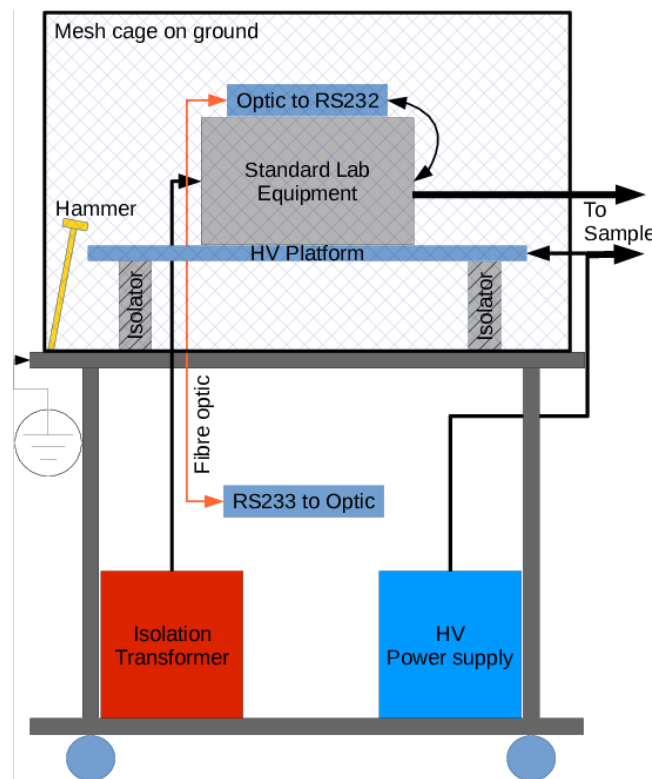 Mesh cage on ground
Optic to RS232
Standard Lab
Equipment
Hammer
To
Sample
HV Platform
Isolator
Isolator
Fibre optic
RS233 to Optic
Isolation
Transformer
HV
Power supply